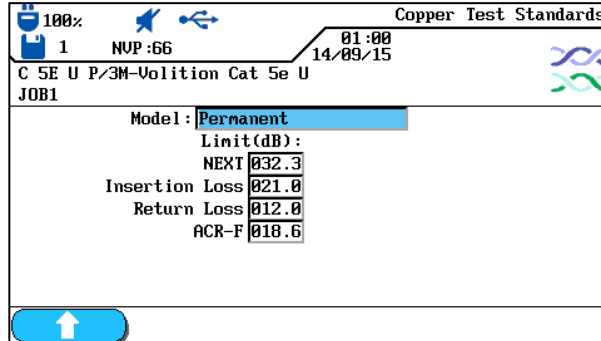 100% Copper Test Standards
1 NVP:66 01:00
14/09/15
C 5E U P/3M-Volition Cat 5e U
JOB1
Model: Permanent
Limit(dB):
NEXT 032.3
Insertion Loss 021.0
Return Loss 012.0
ACR-F 018.6